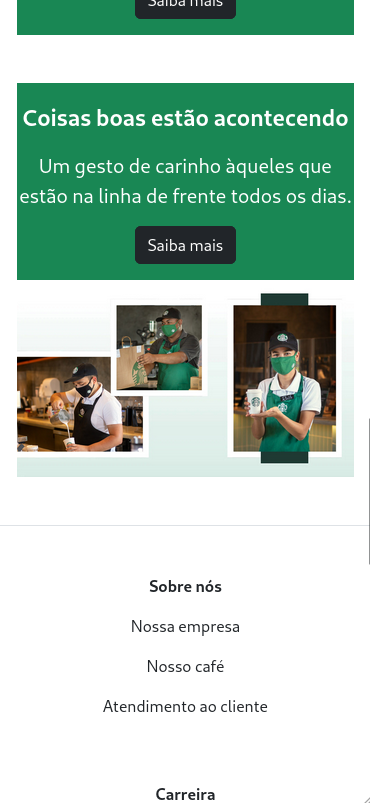 Saiba mais
Coisas boas estão acontecendo
Um gesto de carinho àqueles que
estão na linha de frente todos os dias.
Saiba mais
Sobre nós
Nossa empresa
Nosso café
Atendimento ao cliente
Carreira